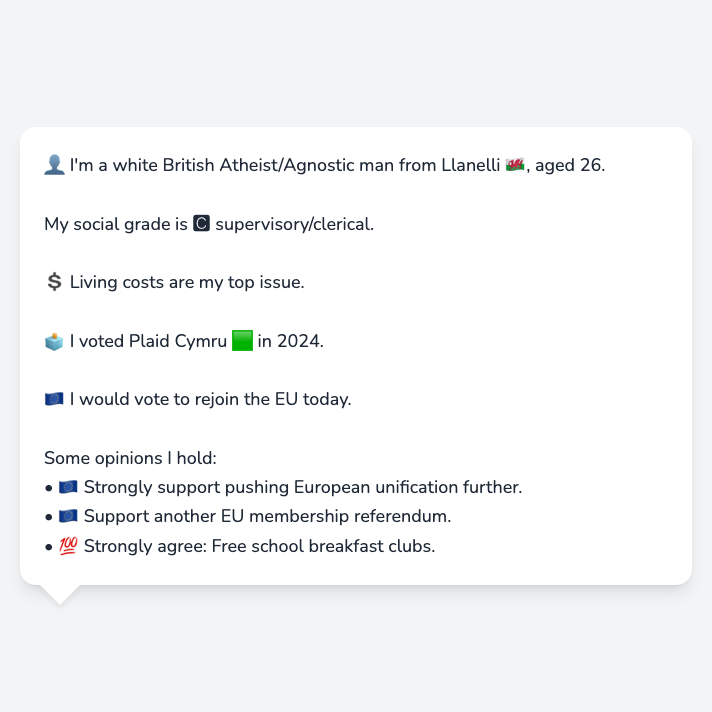 👤 I'm a white British Atheist/Agnostic man from Llanelli 🏴󠁧󠁢󠁷󠁬󠁳󠁿, aged 26.
My social grade is 🅲 supervisory/clerical.
💲 Living costs are my top issue.
🗳️ I voted Plaid Cymru 🟩 in 2024.
🇪🇺 I would vote to rejoin the EU today.
Some opinions I hold:
• 🇪🇺 Strongly support pushing European unification further.
• 🇪🇺 Support another EU membership referendum.
• 💯 Strongly agree: Free school breakfast clubs.